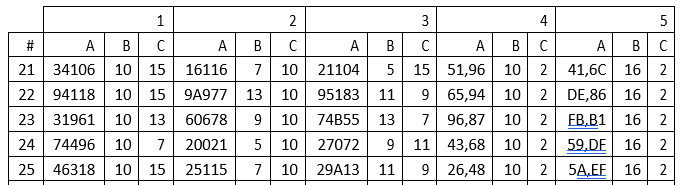 1 2 3 4 5
# A B C A B C A B C A B C A B C
21 34106 10 15 16116 7 10 21104 5 15 51,96 10 2 41,6C 16 2
22 94118 10 15 9A977 13 10 95183 11 9 65,94 10 2 DE,86 16 2
23 31961 10 13 60678 9 10 74B55 13 7 96,87 10 2 FB,B1 16 2
24 74496 10 7 20021 5 10 27072 9 11 43,68 10 2 59,DF 16 2
25 46318 10 15 25115 7 10 29A13 11 9 26,48 10 2 5A,EF 16 2